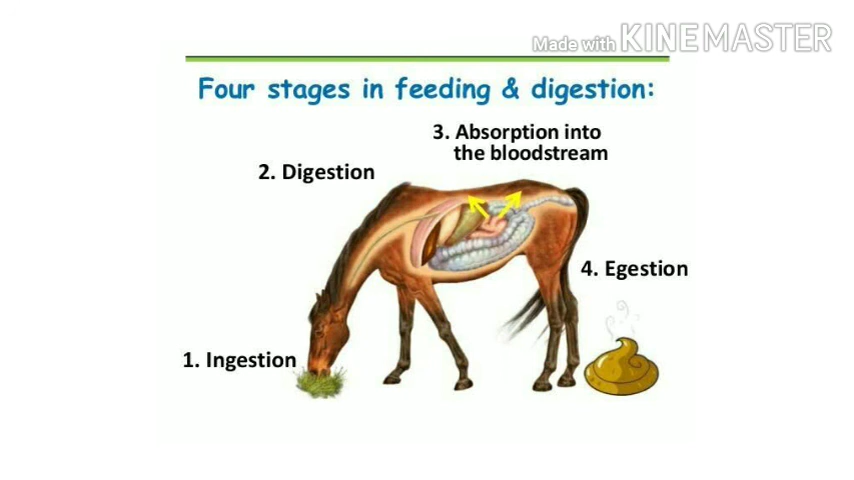 Made with KINEMASTER
Four stages in feeding & digestion:
3. Absorption into
the bloodstream
2. Digestion
4. Egestion
1. Ingestion